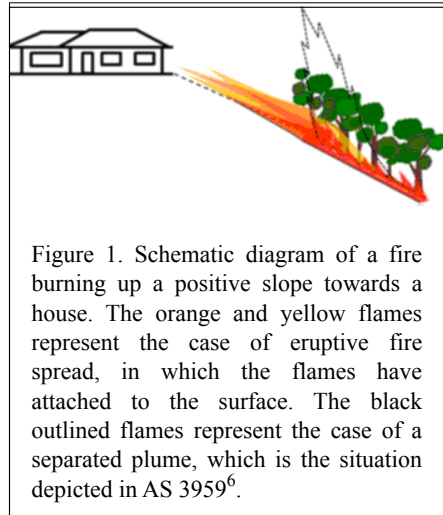 Figure 1. Schematic diagram of a fire
burning up a positive slope towards a
house. The orange and yellow flames
represent the case of eruptive fire
spread, in which the flames have
attached to the surface. The black
outlined flames represent the case of a
separated plume, which is the situation
depicted in AS 3959⁶.